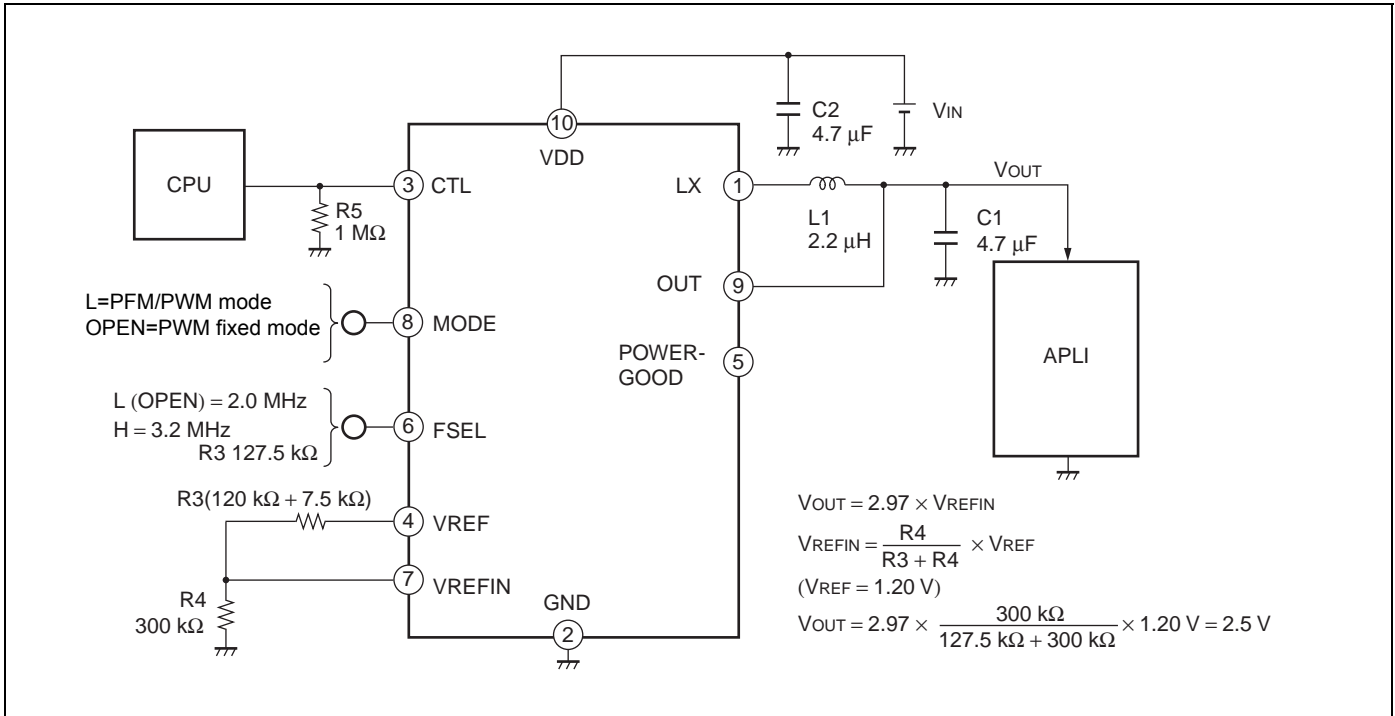 10
VDD
C2
4.7 μF
VIN
CPU
3
CTL
R5
1 MΩ
LX
1
L1
2.2 μH
VOUT
C1
4.7 μF
OUT
9
L=PFM/PWM mode
OPEN=PWM fixed mode
8
MODE
POWER-
GOOD
5
APLI
L (OPEN) = 2.0 MHz
H = 3.2 MHz
R3 127.5 kΩ
6
FSEL
R3(120 kΩ + 7.5 kΩ)
4
VREF
7
VREFIN
R4
300 kΩ
GND
2
VOUT = 2.97 × VREFIN
VREFIN = R4 / R3 + R4 × VREF
(VREF = 1.20 V)
VOUT = 2.97 × 300 kΩ / 127.5 kΩ + 300 kΩ × 1.20 V = 2.5 V